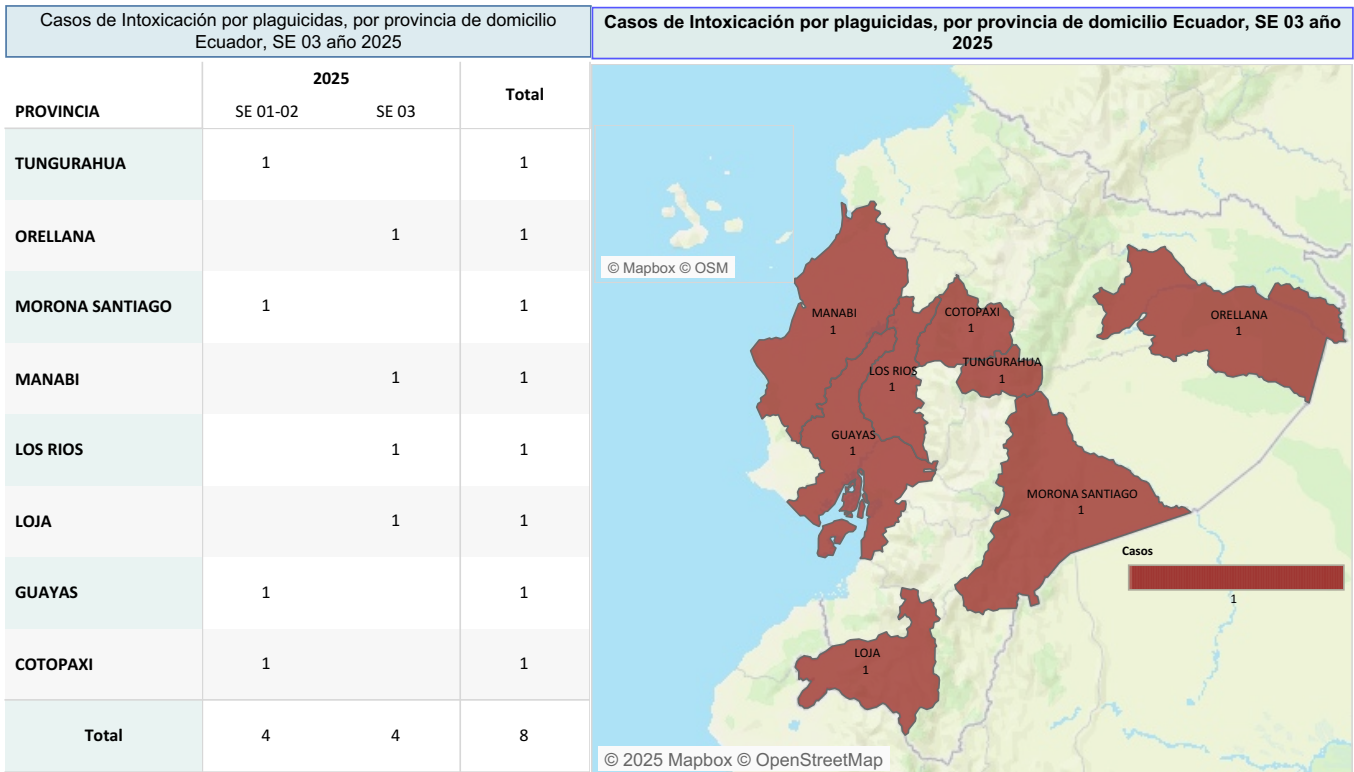 Casos de Intoxicación por plaguicidas, por provincia de domicilio
Ecuador, SE 03 año 2025
PROVINCIA
2025
SE 01-02 SE 03
Total
TUNGURAHUA 1 1
ORELLANA 1 1
MORONA SANTIAGO 1 1
MANABI 1 1
LOS RIOS 1 1
LOJA 1 1
GUAYAS 1 1
COTOPAXI 1 1
Total 4 4 8
Casos de Intoxicación por plaguicidas, por provincia de domicilio Ecuador, SE 03 año
2025
© Mapbox © OSM
MANABI
1
COTOPAXI
1
ORELLANA
1
TUNGURAHUA
1
LOS RIOS
1
GUAYAS
1
MORONA SANTIAGO
1
Casos
1
LOJA
1
© 2025 Mapbox © OpenStreetMap